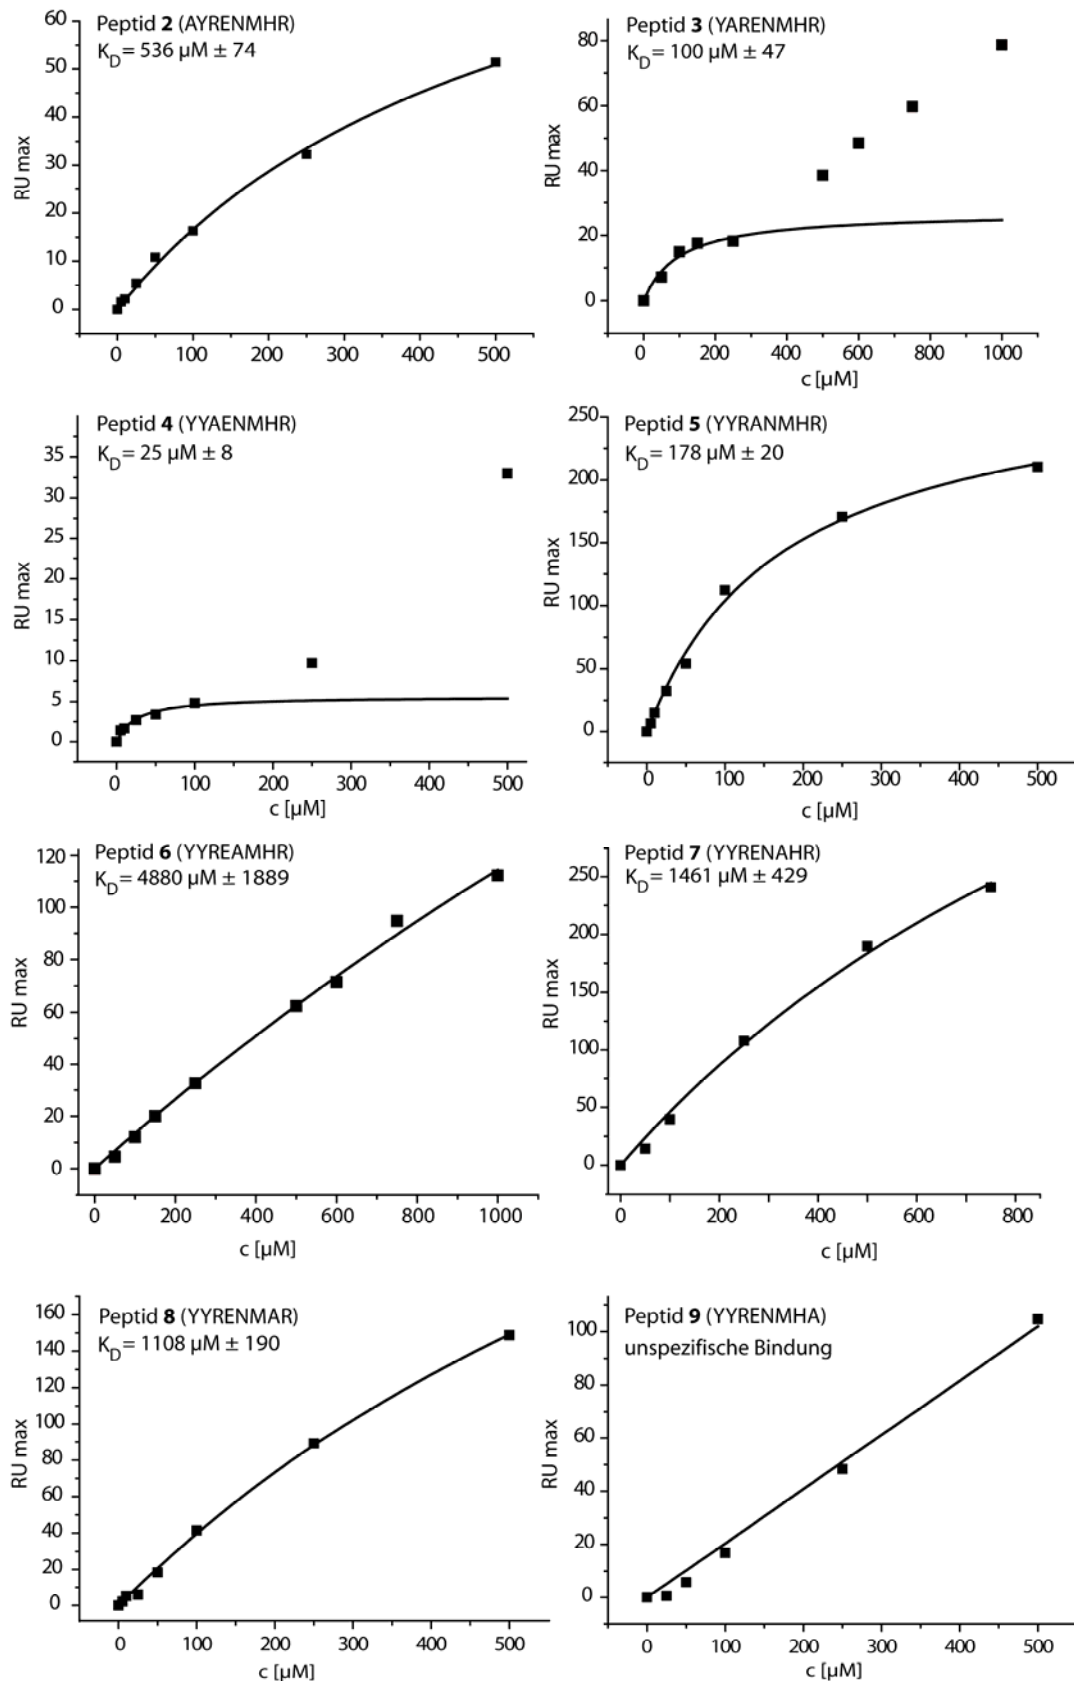 Peptid 2 (AYRENMHR)
K_D = 536 µM ± 74
RU max
60
50
40
30
20
10
0
0 100 200 300 400 500
Peptid 3 (YARENMHR)
K_D = 100 µM ± 47
RU max
80
60
40
20
0
0 200 400 600 800 1000
c [µM]
Peptid 4 (YYAENMHR)
K_D = 25 µM ± 8
RU max
35
30
25
20
15
10
5
0
0 100 200 300 400 500
c [µM]
Peptid 5 (YYRANMHR)
K_D = 178 µM ± 20
RU max
250
200
150
100
50
0
0 100 200 300 400 500
c [µM]
Peptid 6 (YYREAMHR)
K_D = 4880 µM ± 1889
RU max
120
100
80
60
40
20
0
0 200 400 600 800 1000
c [µM]
Peptid 7 (YYRENAHR)
K_D = 1461 µM ± 429
RU max
250
200
150
100
50
0
0 200 400 600 800
c [µM]
Peptid 8 (YYRENMAR)
K_D = 1108 µM ± 190
RU max
160
140
120
100
80
60
40
20
0
0 100 200 300 400 500
c [µM]
Peptid 9 (YYRENMHA)
unspezifische Bindung
RU max
100
80
60
40
20
0
0 100 200 300 400 500
c [µM]